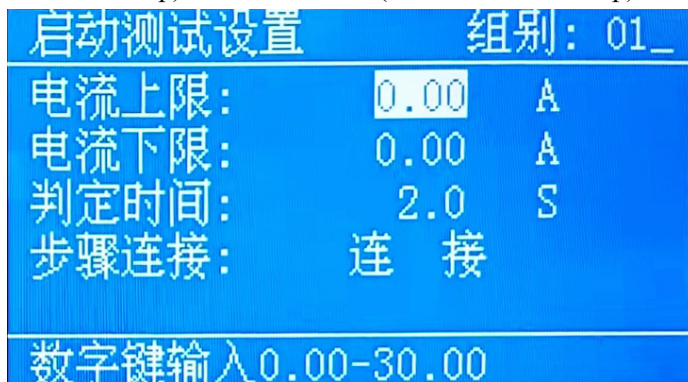 启动测试设置 组别：01_
电流上限： 0.00 A
电流下限： 0.00 A
判定时间： 2.0 S
步骤连接： 连 接
数字键输入0.00-30.00